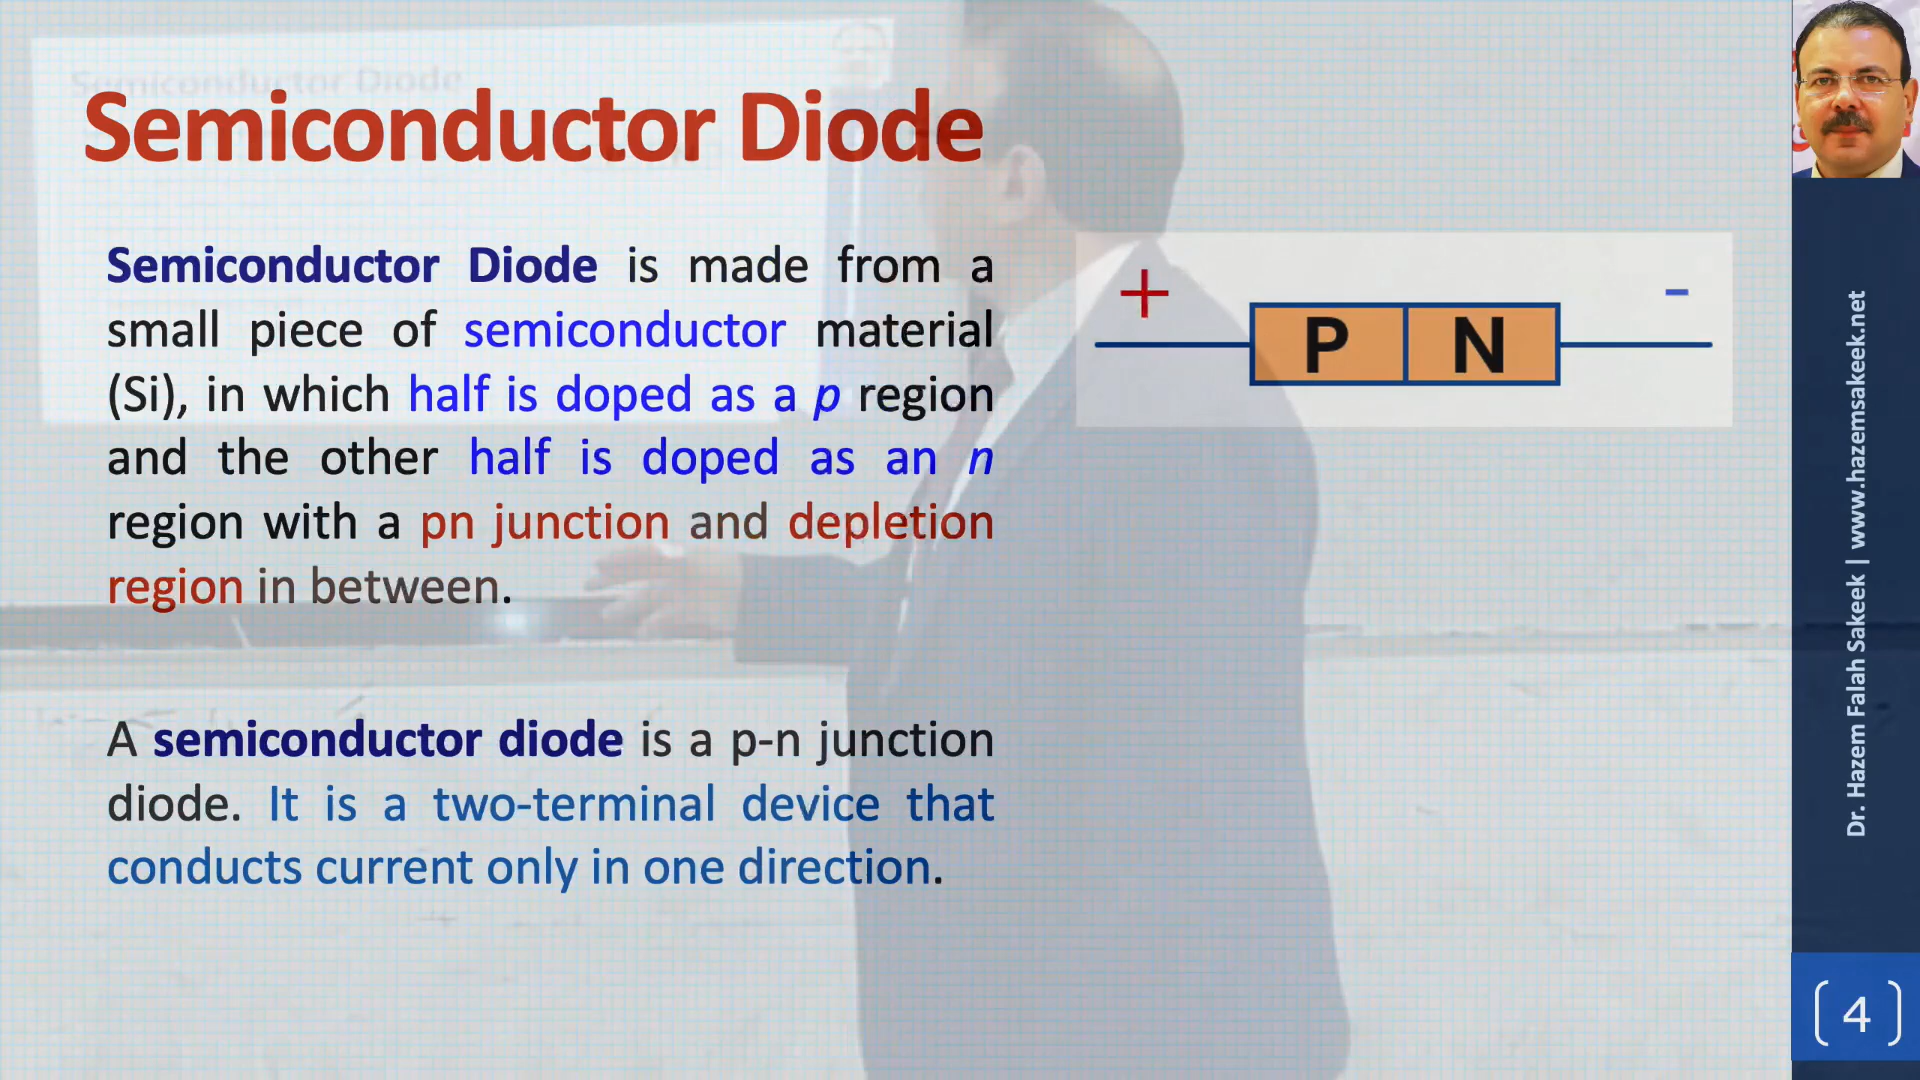 Semiconductor Diode
Semiconductor Diode
Semiconductor Diode is made from a
small piece of semiconductor material
(Si), in which half is doped as a p region
and the other half is doped as an n
region with a pn junction and depletion
region in between.
A semiconductor diode is a p-n junction
diode. It is a two-terminal device that
conducts current only in one direction.
+
-
P N
Dr. Hazem Falah Sakeek | www.hazemsakeek.net
[4]